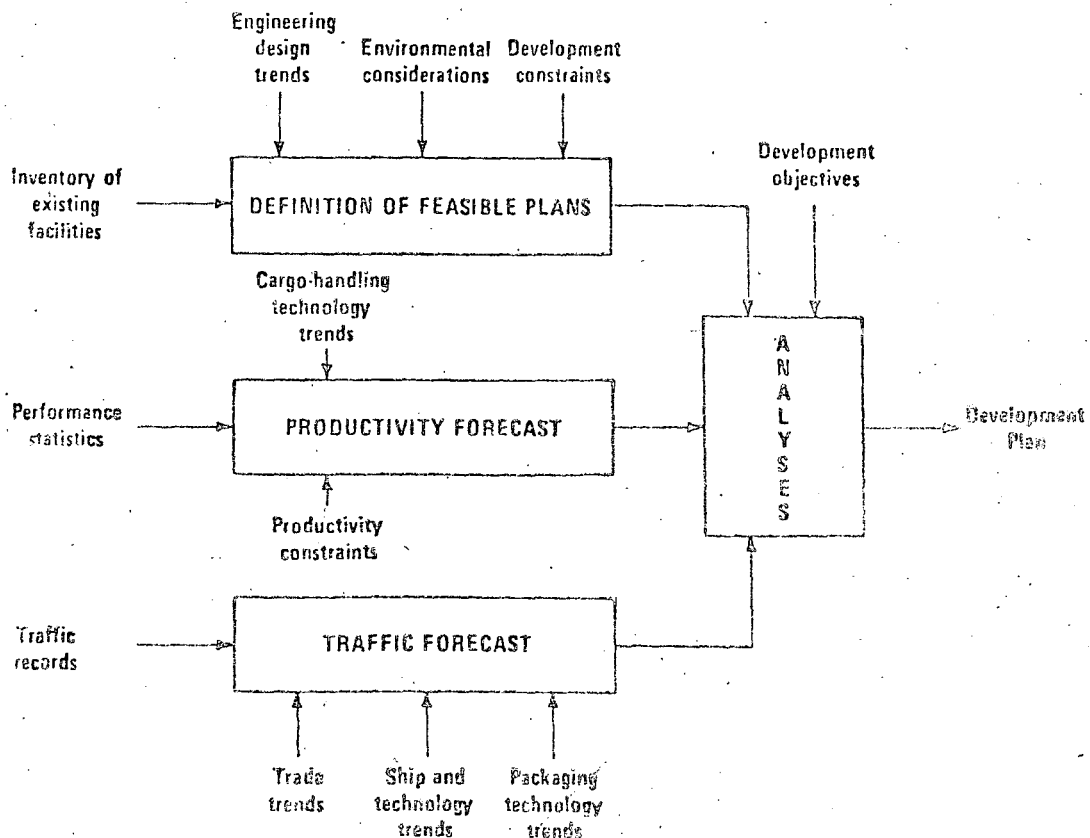 Engineering
design
trends
Environmental
considerations
Development
constraints
Inventory of
existing
facilities
DEFINITION OF FEASIBLE PLANS
Development
objectives
Cargo-handling
technology
trends
Performance
statistics
PRODUCTIVITY FORECAST
ANALYSES
Development
Plan
Productivity
constraints
Traffic
records
TRAFFIC FORECAST
Trade
trends
Ship and
technology
trends
Packaging
technology
trends